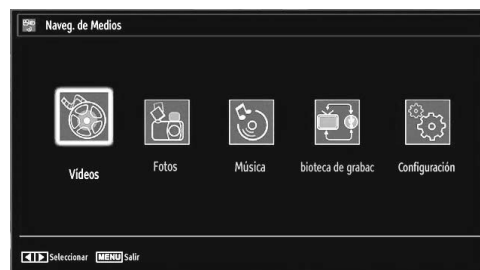 Naveg. de Medios
Vídeos
Fotos
Música
bioteca de grabac
Configuración
Seleccionar MENU Salir